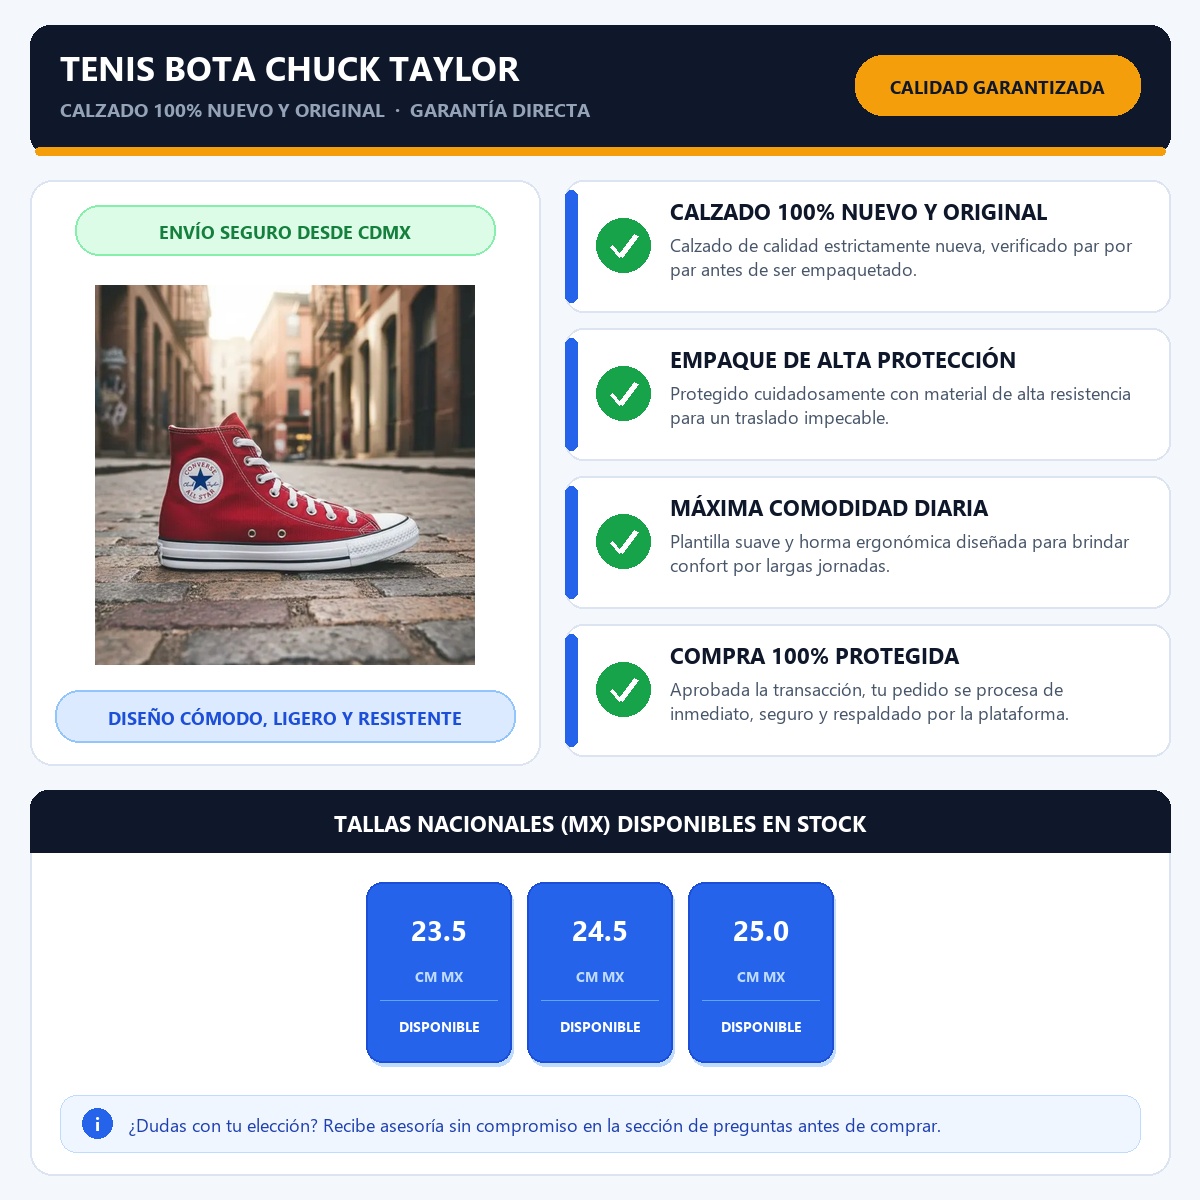 TENIS BOTA CHUCK TAYLOR
CALZADO 100% NUEVO Y ORIGINAL · GARANTÍA DIRECTA
CALIDAD GARANTIZADA
ENVÍO SEGURO DESDE CDMX
CONVERSE
ALL STAR
DISEÑO CÓMODO, LIGERO Y RESISTENTE
CALZADO 100% NUEVO Y ORIGINAL
Calzado de calidad estrictamente nueva, verificado par por
par antes de ser empaquetado.
EMPAQUE DE ALTA PROTECCIÓN
Protegido cuidadosamente con material de alta resistencia
para un traslado impecable.
MÁXIMA COMODIDAD DIARIA
Plantilla suave y horma ergonómica diseñada para brindar
confort por largas jornadas.
COMPRA 100% PROTEGIDA
Aprobada la transacción, tu pedido se procesa de
inmediato, seguro y respaldado por la plataforma.
TALLAS NACIONALES (MX) DISPONIBLES EN STOCK
23.5
CM MX
DISPONIBLE
24.5
CM MX
DISPONIBLE
25.0
CM MX
DISPONIBLE
¿Dudas con tu elección? Recibe asesoría sin compromiso en la sección de preguntas antes de comprar.